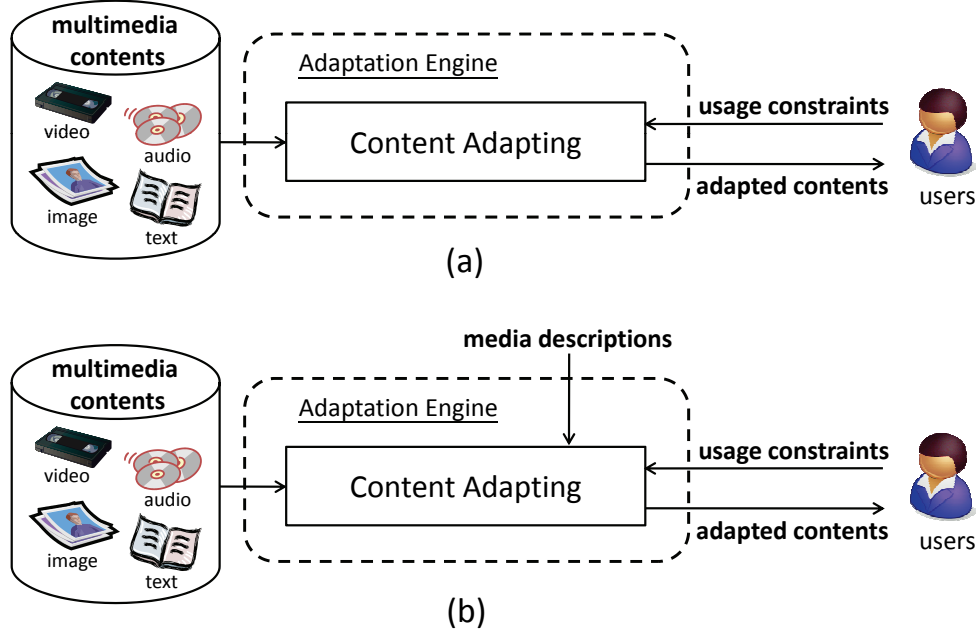 multimedia
contents
video
audio
image
text
Adaptation Engine
Content Adapting
usage constraints
adapted contents
users
(a)
media descriptions
multimedia
contents
video
audio
image
text
Adaptation Engine
Content Adapting
usage constraints
adapted contents
users
(b)